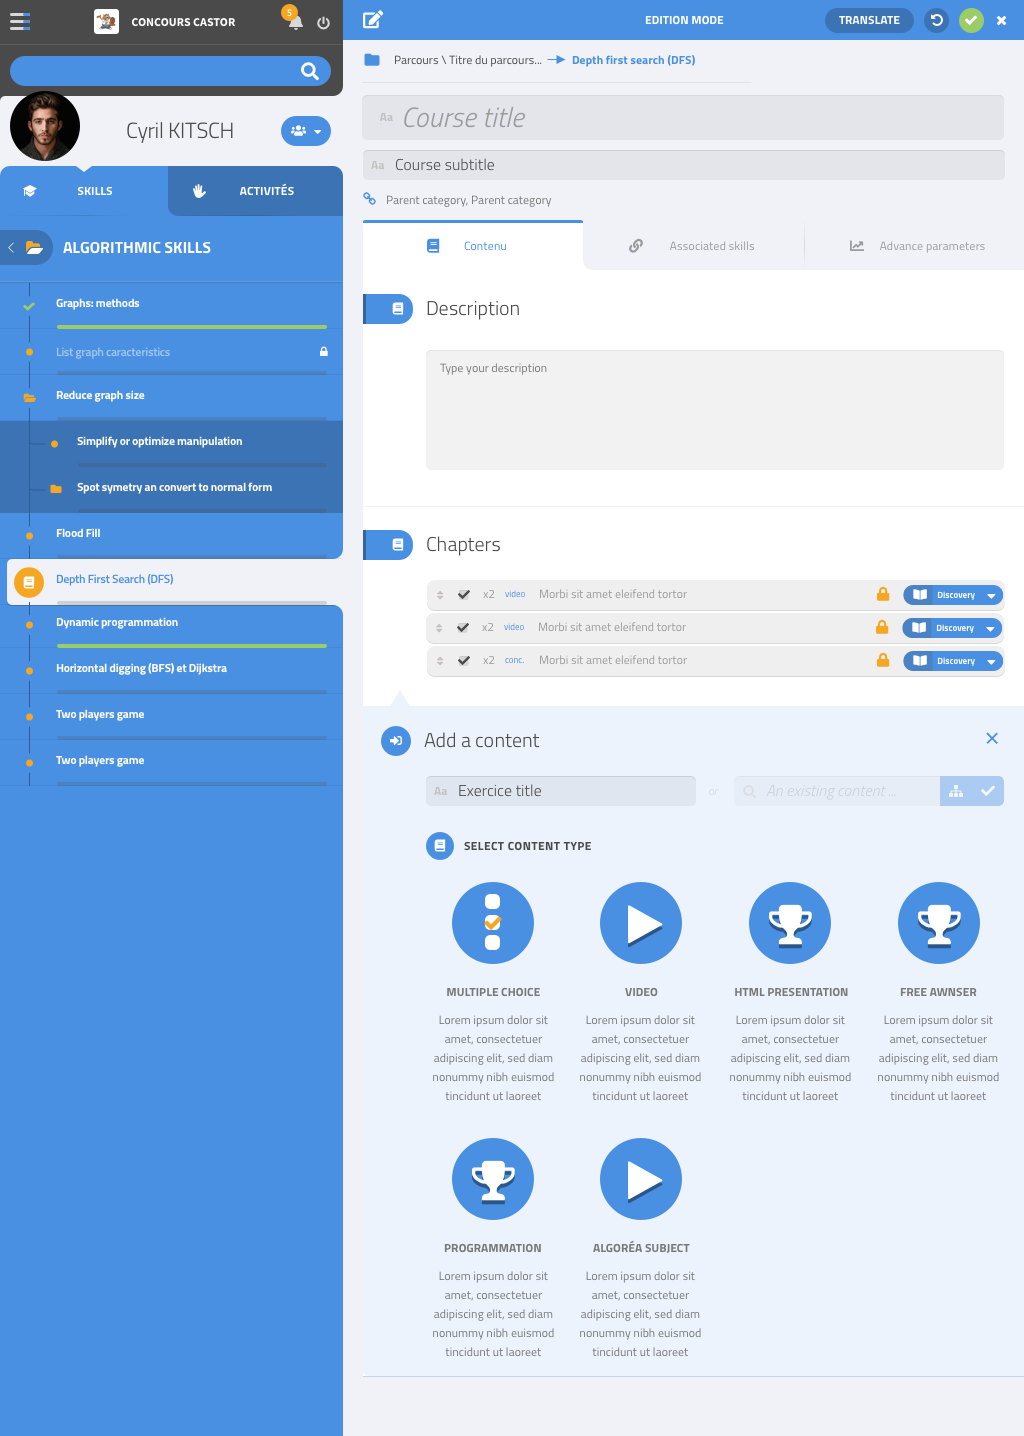 CONCOURS CASTOR
5
EDITION MODE
TRANSLATE
Cyril KITSCH
SKILLS
ACTIVITÉS
ALGORITHMIC SKILLS
Graphs: methods
List graph caracteristics
Reduce graph size
Simplify or optimize manipulation
Spot symetry an convert to normal form
Flood Fill
Depth First Search (DFS)
Dynamic programmation
Horizontal digging (BFS) et Dijkstra
Two players game
Two players game
Parcours \ Titre du parcours... Depth first search (DFS)
Aa Course title
Aa Course subtitle
Parent category, Parent category
Contenu
Associated skills
Advance parameters
Description
Type your description
Chapters
x2 video Morbi sit amet eleifend tortor Discovery
x2 video Morbi sit amet eleifend tortor Discovery
x2 conc. Morbi sit amet eleifend tortor Discovery
Add a content
Aa Exercice title or An existing content ...
SELECT CONTENT TYPE
MULTIPLE CHOICE
Lorem ipsum dolor sit
amet, consectetuer
adipiscing elit, sed diam
nonummy nibh euismod
tincidunt ut laoreet
VIDEO
Lorem ipsum dolor sit
amet, consectetuer
adipiscing elit, sed diam
nonummy nibh euismod
tincidunt ut laoreet
HTML PRESENTATION
Lorem ipsum dolor sit
amet, consectetuer
adipiscing elit, sed diam
nonummy nibh euismod
tincidunt ut laoreet
FREE AWNSER
Lorem ipsum dolor sit
amet, consectetuer
adipiscing elit, sed diam
nonummy nibh euismod
tincidunt ut laoreet
PROGRAMMATION
Lorem ipsum dolor sit
amet, consectetuer
adipiscing elit, sed diam
nonummy nibh euismod
tincidunt ut laoreet
ALGORÉA SUBJECT
Lorem ipsum dolor sit
amet, consectetuer
adipiscing elit, sed diam
nonummy nibh euismod
tincidunt ut laoreet